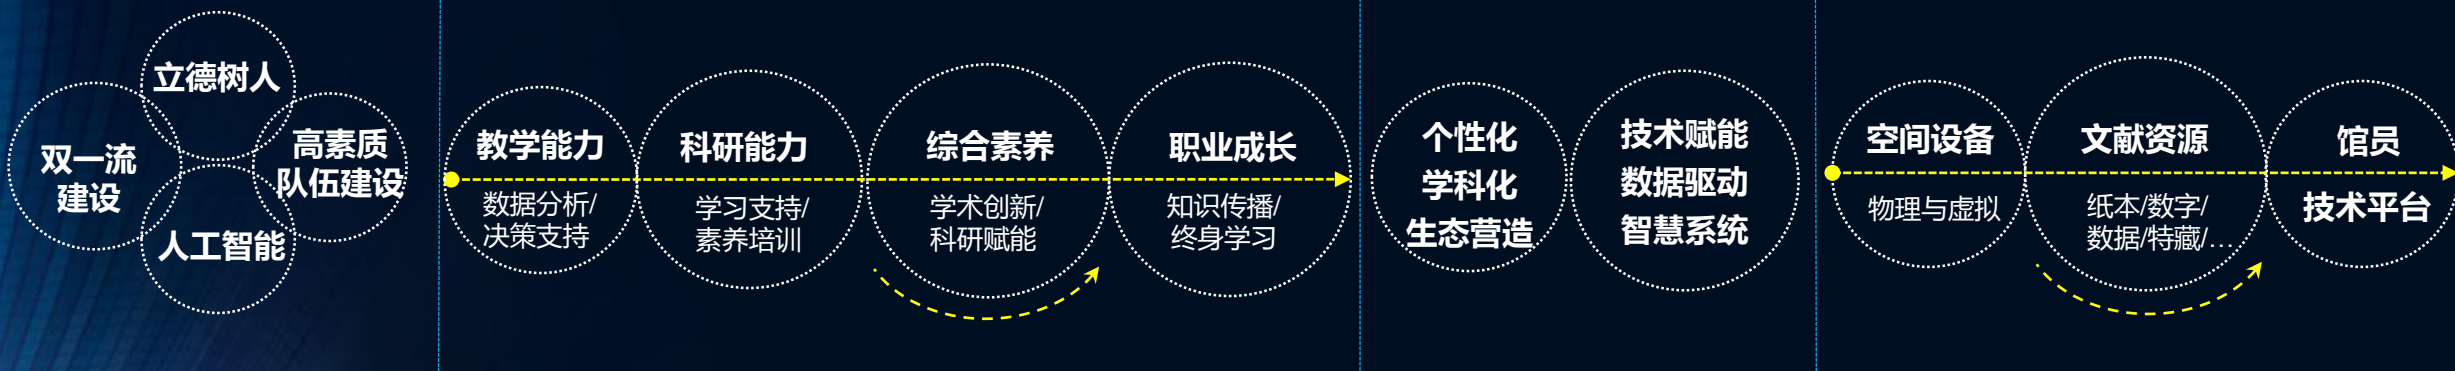 立德树人
双一流
建设
高素质
队伍建设
人工智能
教学能力
数据分析/
决策支持
科研能力
学习支持/
素养培训
综合素养
学术创新/
科研赋能
职业成长
知识传播/
终身学习
个性化
学科化
生态营造
技术赋能
数据驱动
智慧系统
空间设备
物理与虚拟
文献资源
纸本/数字/
数据/特藏/…
馆员
技术平台